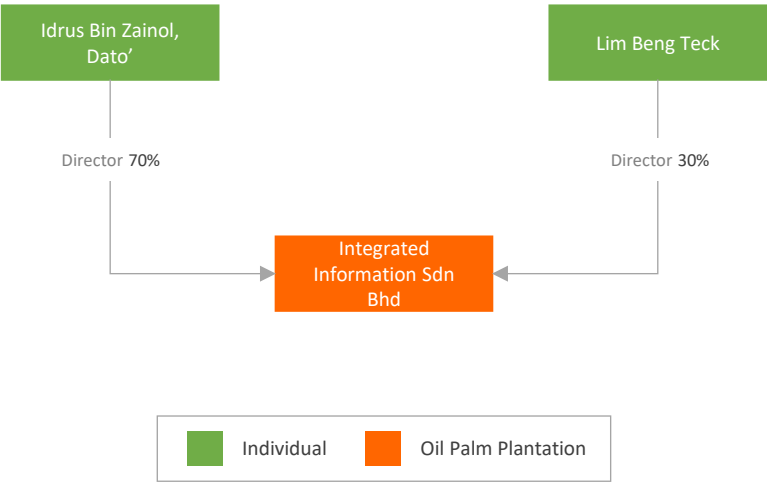 Idrus Bin Zainol,
Dato’
Lim Beng Teck
Director 70%
Director 30%
Integrated
Information Sdn
Bhd
Individual
Oil Palm Plantation